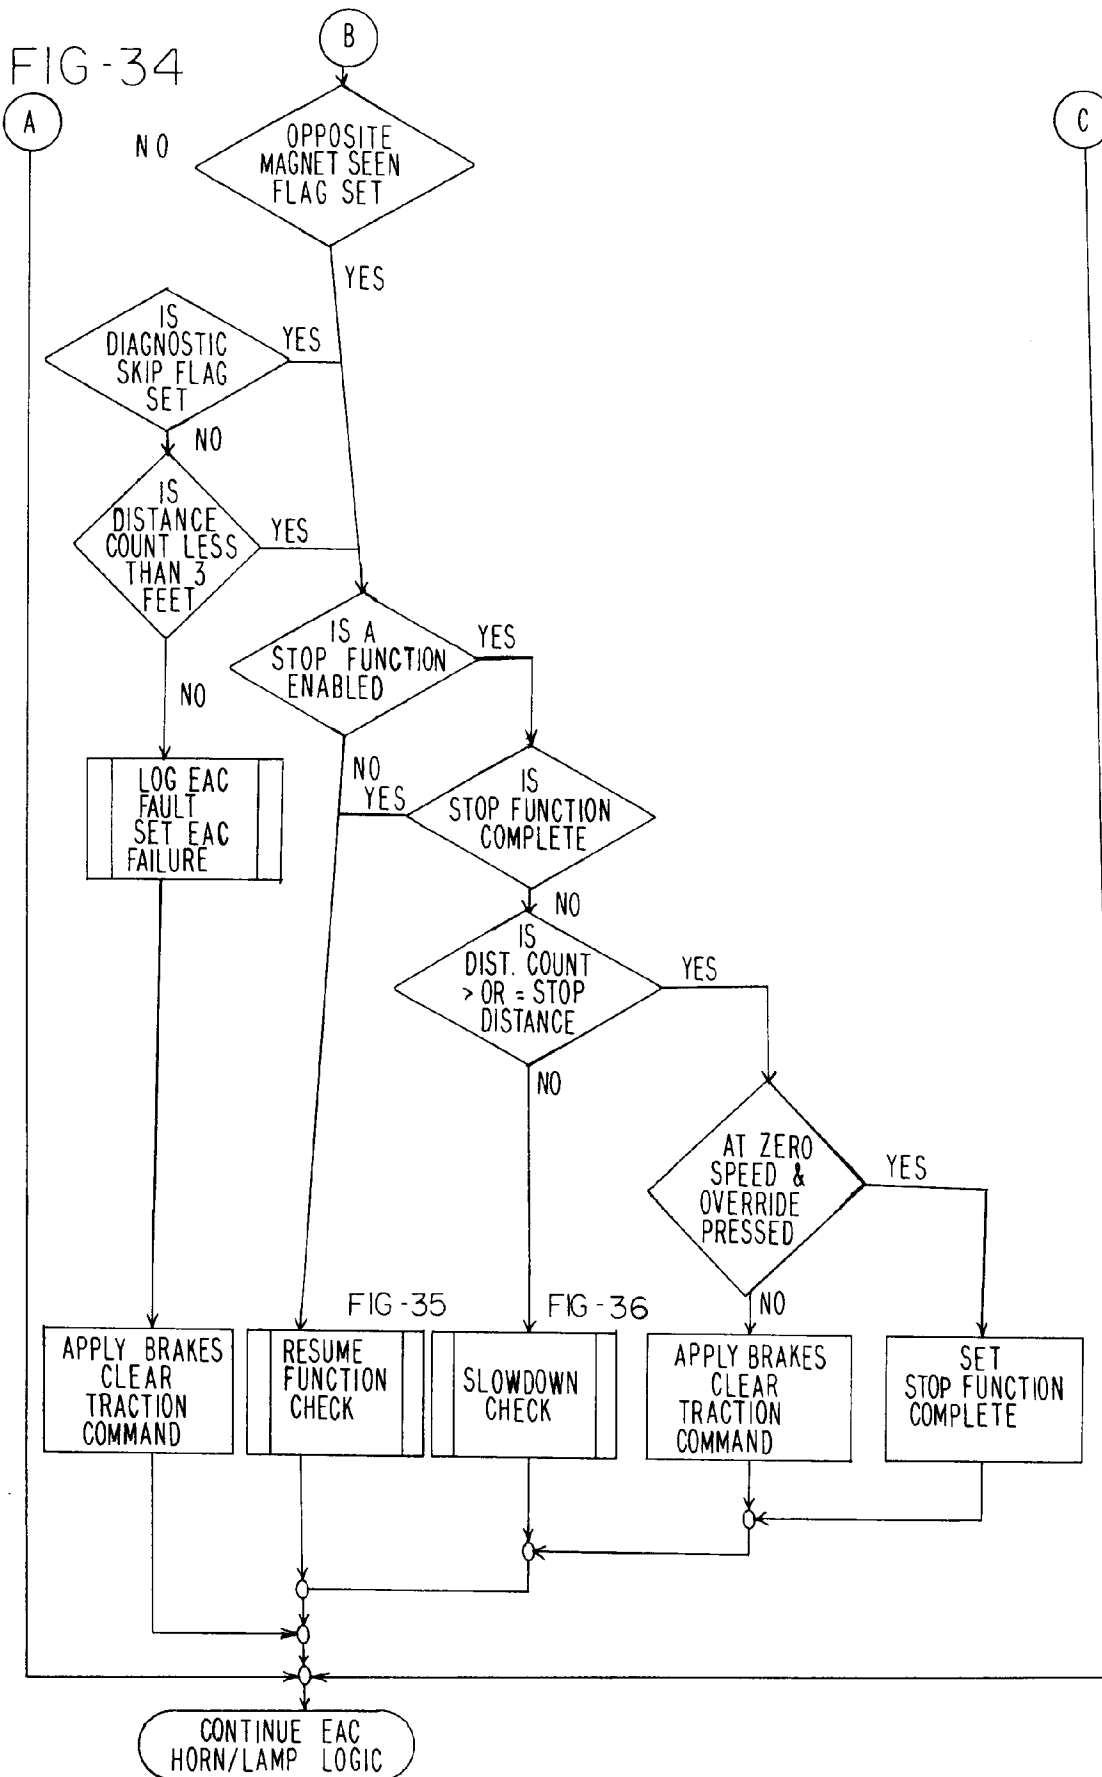 FIG-34
B
A
C
NO
OPPOSITE
MAGNET SEEN
FLAG SET
YES
IS
DIAGNOSTIC
SKIP FLAG
SET
YES
NO
IS
DISTANCE
COUNT LESS
THAN 3
FEET
YES
NO
IS A
STOP FUNCTION
ENABLED
YES
NO
LOG EAC
FAULT
SET EAC
FAILURE
IS
STOP FUNCTION
COMPLETE
YES
NO
IS
DIST. COUNT
> OR = STOP
DISTANCE
YES
NO
AT ZERO
SPEED &
OVERRIDE
PRESSED
YES
NO
FIG-35
FIG-36
APPLY BRAKES
CLEAR
TRACTION
COMMAND
RESUME
FUNCTION
CHECK
SLOWDOWN
CHECK
APPLY BRAKES
CLEAR
TRACTION
COMMAND
SET
STOP FUNCTION
COMPLETE
CONTINUE EAC
HORN/LAMP LOGIC